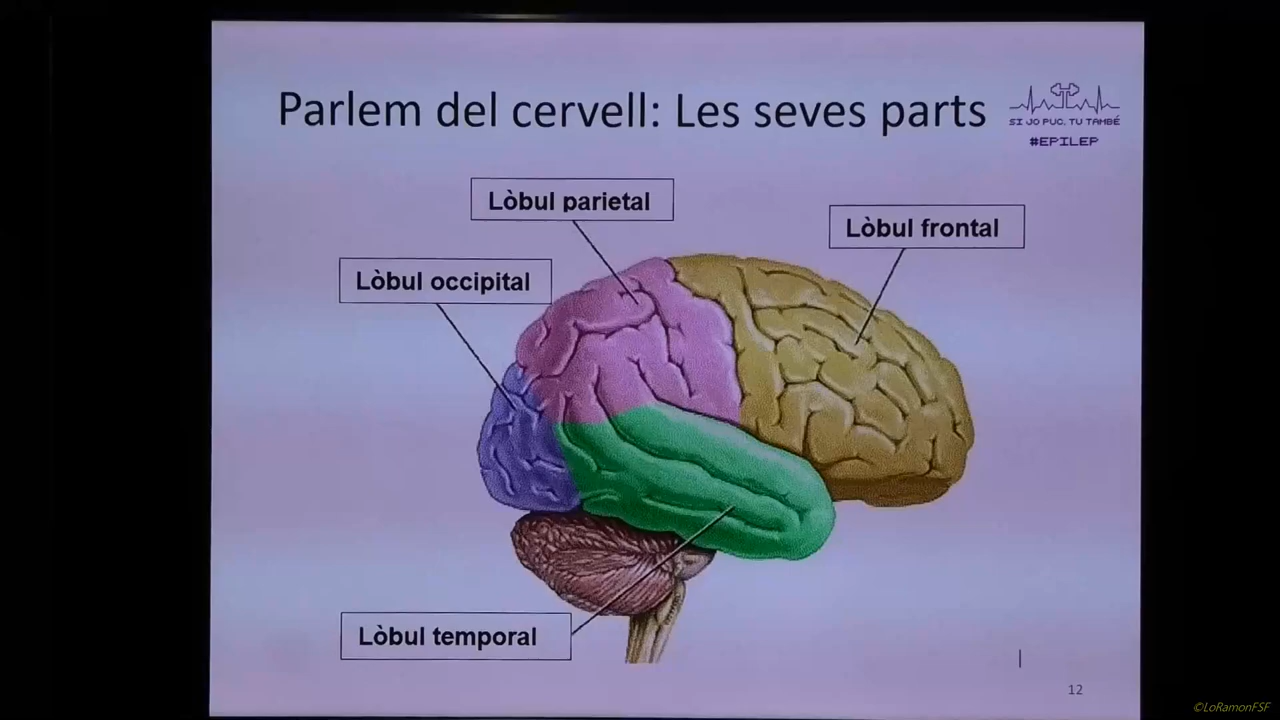 Parlem del cervell: Les seves parts
SI JO PUC, TU TAMBÉ
#EPILEP
Lòbul parietal
Lòbul frontal
Lòbul occipital
Lòbul temporal
12
©LoRamonFSF